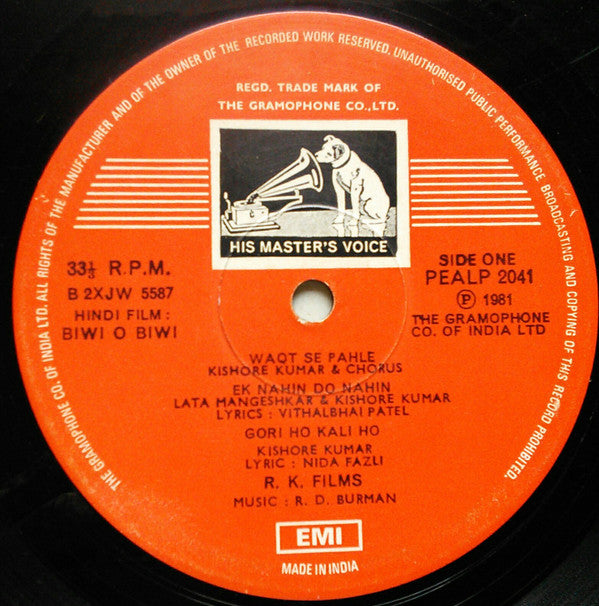 THE GRAMOPHONE CO. OF INDIA LTD. ALL RIGHTS OF THE MANUFACTURER AND OF THE OWNER OF THE RECORDED WORK RESERVED. UNAUTHORISED PUBLIC PERFORMANCE BROADCASTING AND COPYING OF THIS RECORD PROHIBITED.
REGD. TRADE MARK OF
THE GRAMOPHONE CO.,LTD.
HIS MASTER'S VOICE
33⅓ R.P.M.
B 2XJW 5587
HINDI FILM :
BIWI O BIWI
SIDE ONE
PEALP 2041
Ⓟ 1981
THE GRAMOPHONE
CO. OF INDIA LTD
WAQT SE PAHLE
KISHORE KUMAR & CHORUS
EK NAHIN DO NAHIN
LATA MANGESHKAR & KISHORE KUMAR
LYRICS : VITHALBHAI PATEL
GORI HO KALI HO
KISHORE KUMAR
LYRIC : NIDA FAZLI
R. K. FILMS
MUSIC : R. D. BURMAN
EMI
MADE IN INDIA